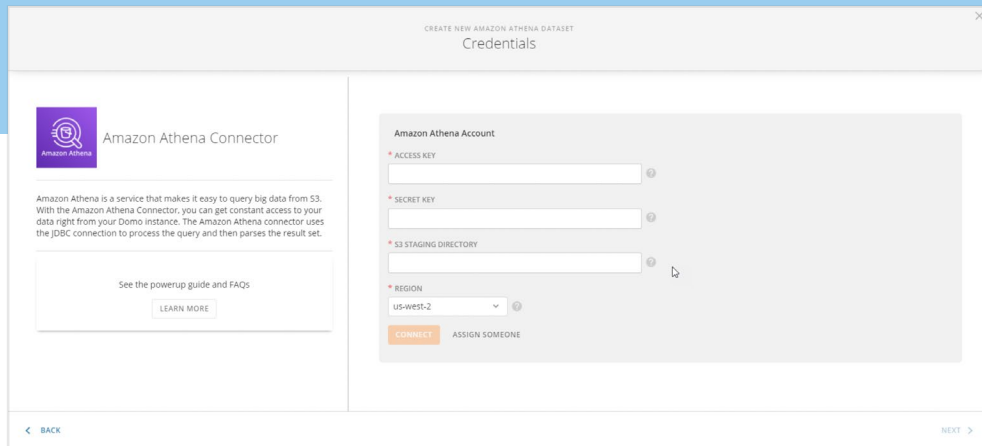 CREATE NEW AMAZON ATHENA DATASET
Credentials
Amazon Athena
Amazon Athena Connector
Amazon Athena is a service that makes it easy to query big data from S3.
With the Amazon Athena Connector, you can get constant access to your
data right from your Domo instance. The Amazon Athena connector uses
the JDBC connection to process the query and then parses the result set.
See the powerup guide and FAQs
LEARN MORE
Amazon Athena Account
* ACCESS KEY
?
* SECRET KEY
?
* S3 STAGING DIRECTORY
?
* REGION
us-west-2 ?
CONNECT ASSIGN SOMEONE
< BACK
NEXT >